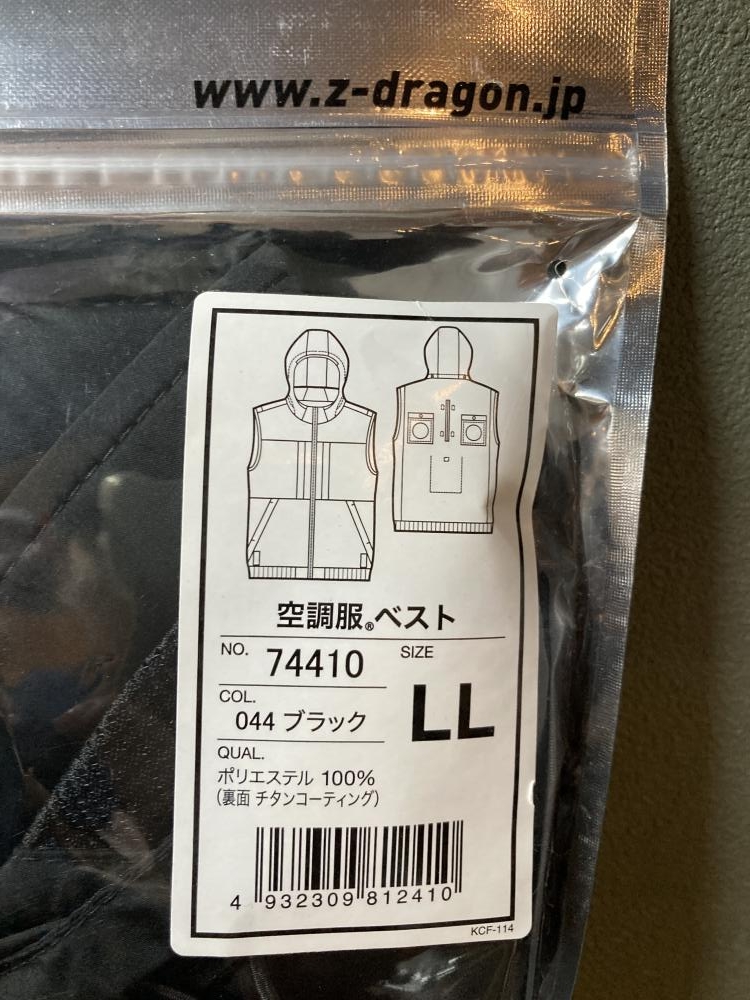 www.z-dragon.jp
空調服®ベスト
NO. 74410
SIZE
LL
COL.
044 ブラック
QUAL.
ポリエステル 100%
(裏面 チタンコーティング)
4 932309 812410
KCF-114